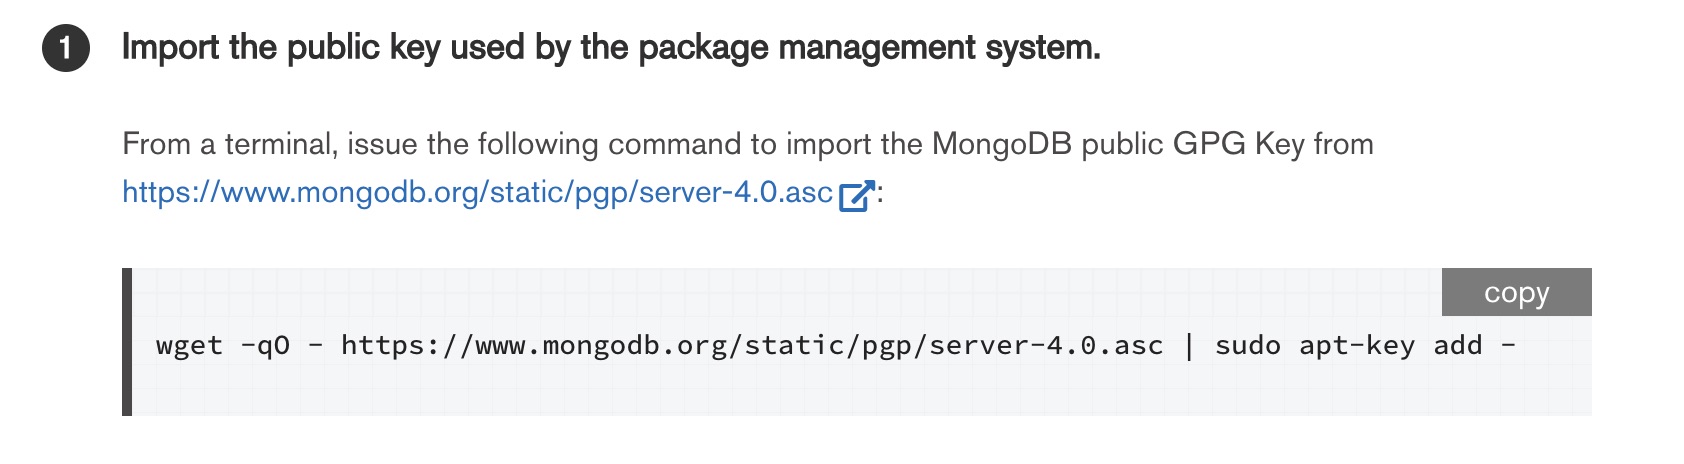 1 Import the public key used by the package management system.
From a terminal, issue the following command to import the MongoDB public GPG Key from
https://www.mongodb.org/static/pgp/server-4.0.asc :
copy
wget -qO - https://www.mongodb.org/static/pgp/server-4.0.asc | sudo apt-key add -